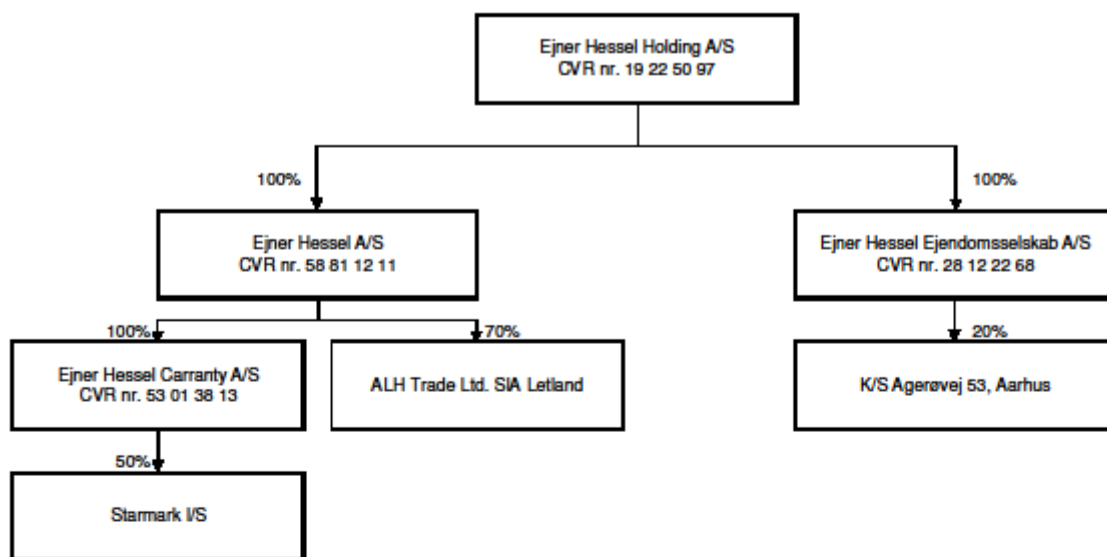 Ejner Hessel Holding A/S
CVR nr. 19 22 50 97
100%
100%
Ejner Hessel A/S
CVR nr. 58 81 12 11
Ejner Hessel Ejendomsselskab A/S
CVR nr. 28 12 22 68
100%
70%
20%
Ejner Hessel Carranty A/S
CVR nr. 53 01 38 13
ALH Trade Ltd. SIA Letland
K/S Agerøvej 53, Aarhus
50%
Starmark I/S